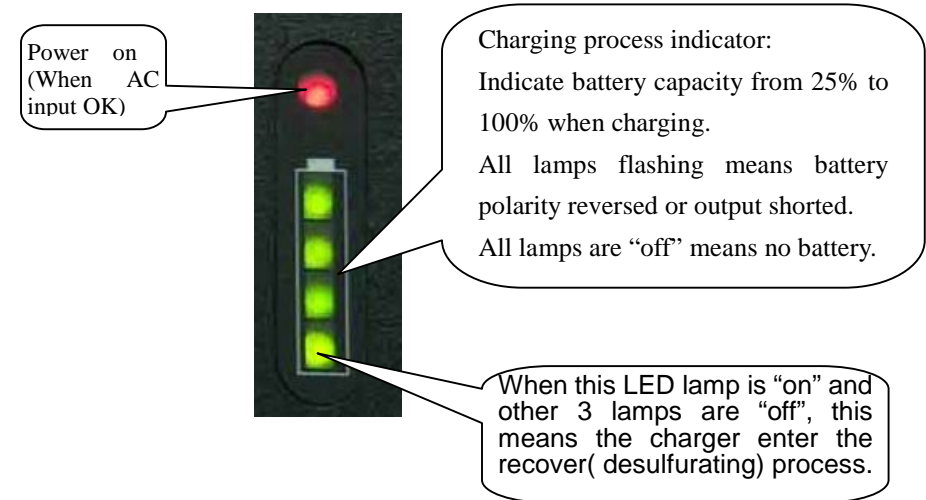 Power on
(When AC
input OK)
Charging process indicator:
Indicate battery capacity from 25% to
100% when charging.
All lamps flashing means battery
polarity reversed or output shorted.
All lamps are “off” means no battery.
When this LED lamp is “on” and
other 3 lamps are “off”, this
means the charger enter the
recover( desulfurating) process.